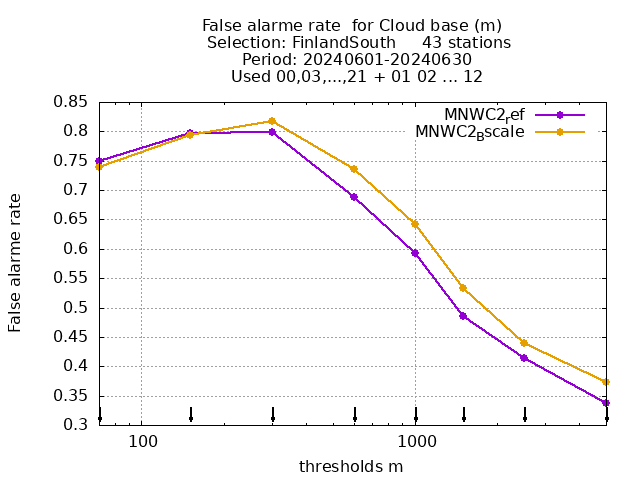 False alarme rate  for Cloud base (m)
Selection: FinlandSouth     43 stations
Period: 20240601-20240630
Used 00,03,...,21 + 01 02 ... 12
MNWC2ref
MNWC2Bscale
False alarme rate
0.85
0.8
0.75
0.7
0.65
0.6
0.55
0.5
0.45
0.4
0.35
0.3
100
1000
thresholds m